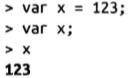 > var x = 123;
> var x;
> x
123